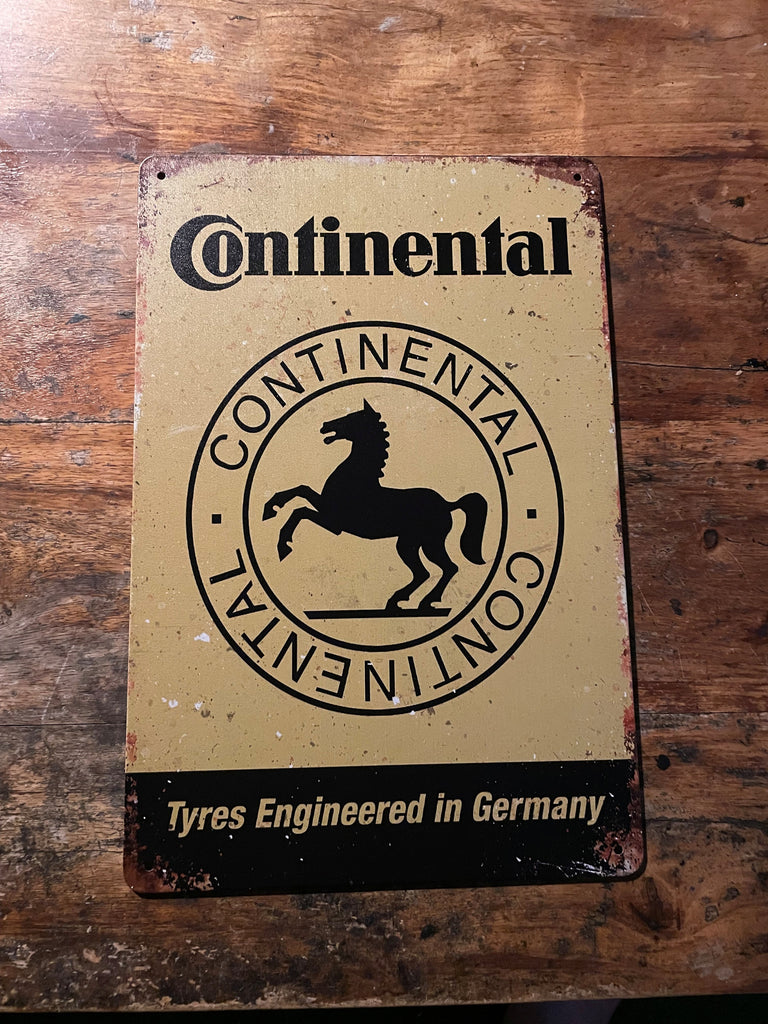 Continental
CONTINENTAL
CONTINENTAL
Tyres Engineered in Germany